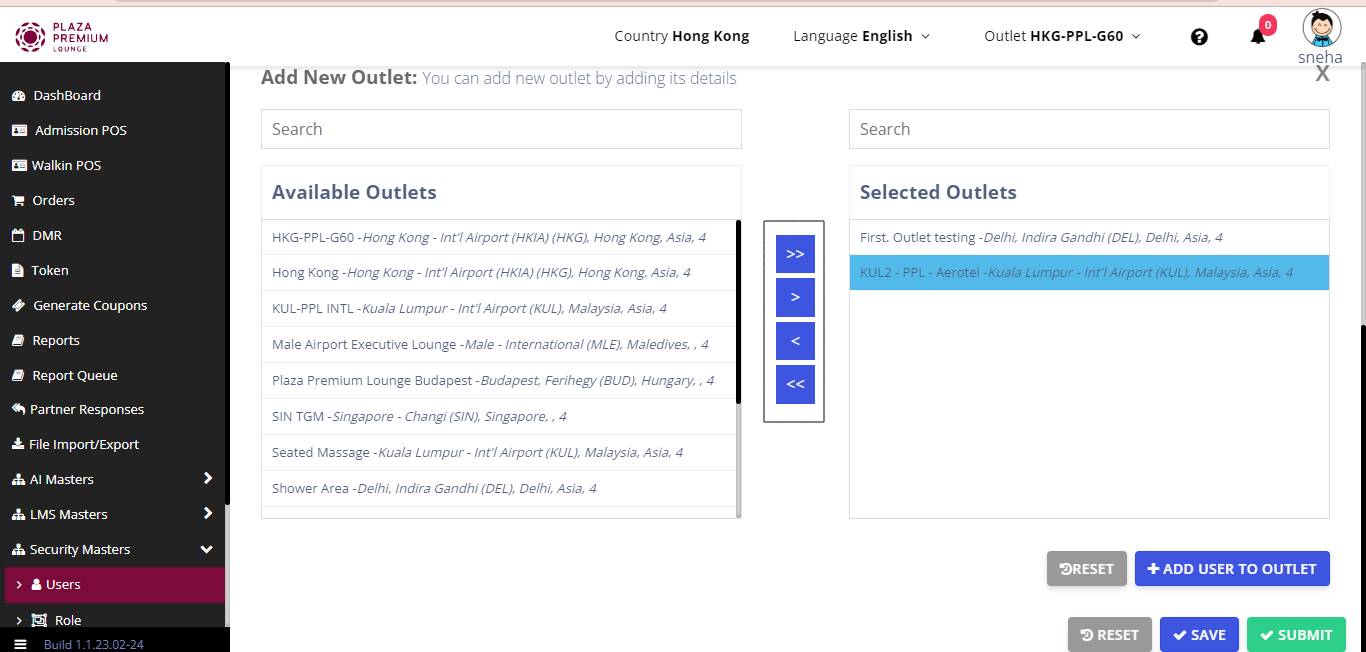 PLAZA
PREMIUM
LOUNGE
Country Hong Kong
Language English
Outlet HKG-PPL-G60
0
sneha
DashBoard
Admission POS
Walkin POS
Orders
DMR
Token
Generate Coupons
Reports
Report Queue
Partner Responses
File Import/Export
AI Masters
LMS Masters
Security Masters
Users
Role
Build 1.1.23.02-24
Add New Outlet: You can add new outlet by adding its details
X
Search
Available Outlets
HKG-PPL-G60 -Hong Kong - Int'l Airport (HKIA) (HKG), Hong Kong, Asia, 4
Hong Kong -Hong Kong - Int'l Airport (HKIA) (HKG), Hong Kong, Asia, 4
KUL-PPL INTL -Kuala Lumpur - Int'l Airport (KUL), Malaysia, Asia, 4
Male Airport Executive Lounge -Male - International (MLE), Maledives, , 4
Plaza Premium Lounge Budapest -Budapest, Ferihegy (BUD), Hungary, , 4
SIN TGM -Singapore - Changi (SIN), Singapore, , 4
Seated Massage -Kuala Lumpur - Int'l Airport (KUL), Malaysia, Asia, 4
Shower Area -Delhi, Indira Gandhi (DEL), Delhi, Asia, 4
>>
>
<
<<
Search
Selected Outlets
First. Outlet testing -Delhi, Indira Gandhi (DEL), Delhi, Asia, 4
KUL2 - PPL - Aerotel -Kuala Lumpur - Int'l Airport (KUL), Malaysia, Asia, 4
RESET
ADD USER TO OUTLET
RESET
SAVE
SUBMIT